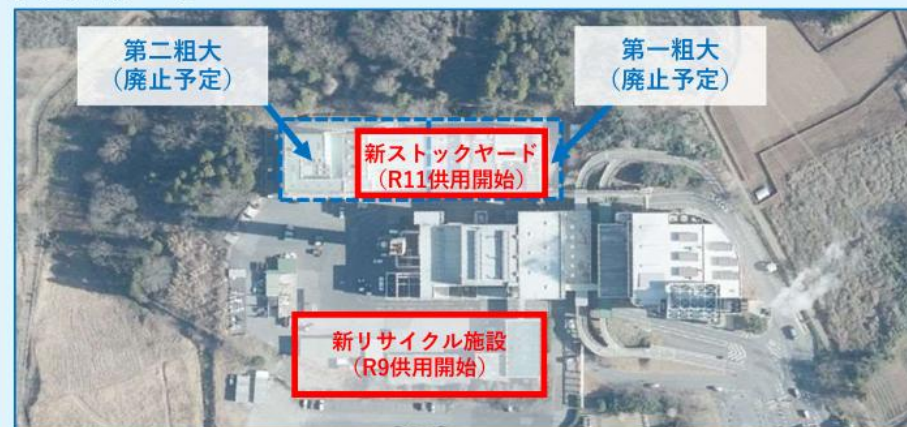 第二粗大
（廃止予定）
第一粗大
（廃止予定）
新ストックヤード
（R11供用開始）
新リサイクル施設
（R9供用開始）